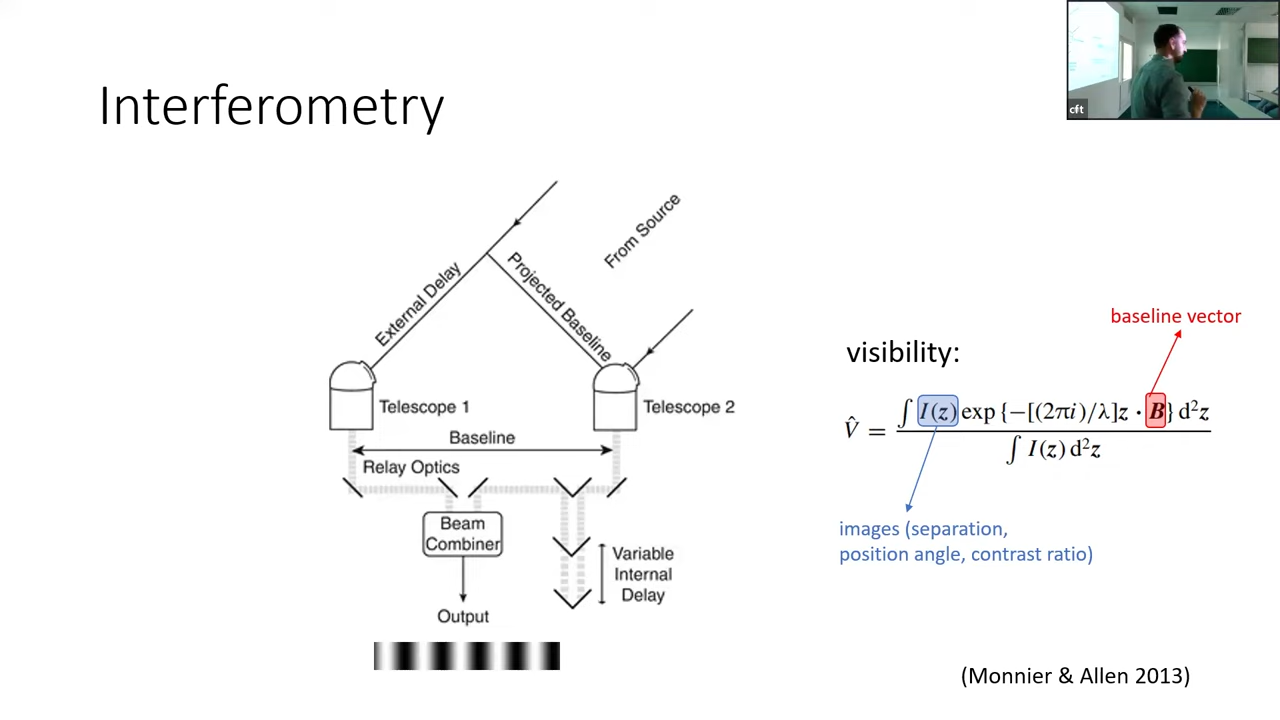 cft
Interferometry
From Source
External Delay
Projected Baseline
Telescope 1
Telescope 2
Baseline
Relay Optics
Beam
Combiner
Variable
Internal
Delay
Output
baseline vector
visibility:
V̂ = ∫ I(z) exp {−[(2πi)/λ]z · B} d²z
∫ I(z) d²z
images (separation,
position angle, contrast ratio)
(Monnier & Allen 2013)